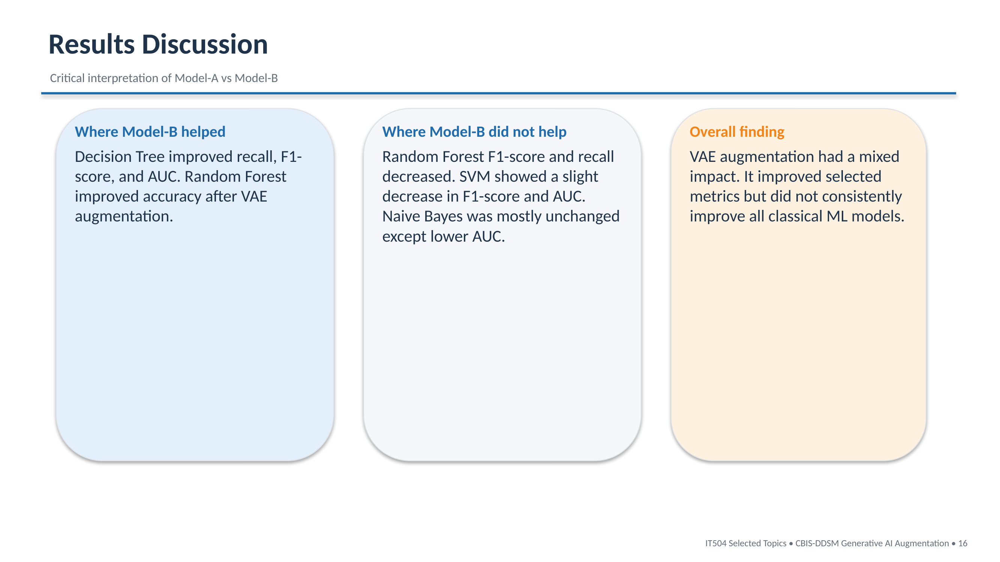 Results Discussion
Critical interpretation of Model-A vs Model-B
Where Model-B helped
Decision Tree improved recall, F1-
score, and AUC. Random Forest
improved accuracy after VAE
augmentation.
Where Model-B did not help
Random Forest F1-score and recall
decreased. SVM showed a slight
decrease in F1-score and AUC.
Naive Bayes was mostly unchanged
except lower AUC.
Overall finding
VAE augmentation had a mixed
impact. It improved selected
metrics but did not consistently
improve all classical ML models.
IT504 Selected Topics • CBIS-DDSM Generative AI Augmentation • 16